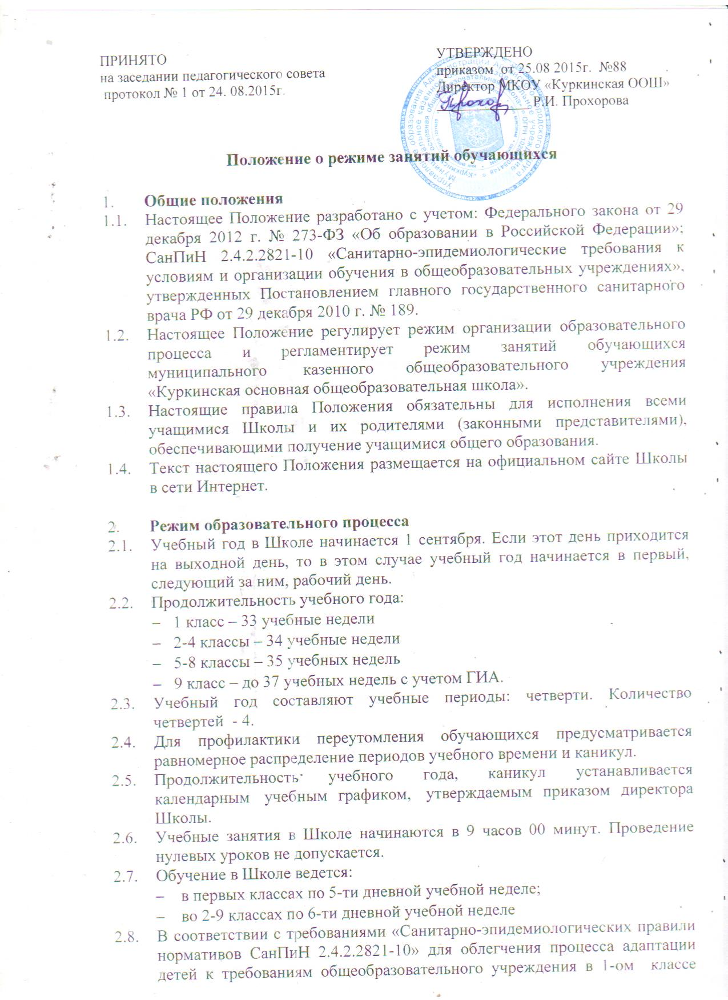 ПРИНЯТО
на заседании педагогического совета
протокол № 1 от 24. 08.2015г.
УТВЕРЖДЕНО
приказом от 25.08 2015г. №88
Директор МКОУ «Куркинская ООШ»
Р.И. Прохорова
Положение о режиме занятий обучающихся
1. Общие положения
1.1. Настоящее Положение разработано с учетом: Федерального закона от 29
декабря 2012 г. № 273-ФЗ «Об образовании в Российской Федерации»;
СанПиН 2.4.2.2821-10 «Санитарно-эпидемиологические требования к
условиям и организации обучения в общеобразовательных учреждениях»,
утвержденных Постановлением главного государственного санитарного
врача РФ от 29 декабря 2010 г. № 189.
1.2. Настоящее Положение регулирует режим организации образовательного
процесса и регламентирует режим занятий обучающихся
муниципального казенного общеобразовательного учреждения
«Куркинская основная общеобразовательная школа».
1.3. Настоящие правила Положения обязательны для исполнения всеми
учащимися Школы и их родителями (законными представителями),
обеспечивающими получение учащимися общего образования.
1.4. Текст настоящего Положения размещается на официальном сайте Школы
в сети Интернет.
2. Режим образовательного процесса
2.1. Учебный год в Школе начинается 1 сентября. Если этот день приходится
на выходной день, то в этом случае учебный год начинается в первый,
следующий за ним, рабочий день.
2.2. Продолжительность учебного года:
– 1 класс – 33 учебные недели
– 2-4 классы – 34 учебные недели
– 5-8 классы – 35 учебных недель
– 9 класс – до 37 учебных недель с учетом ГИА.
2.3. Учебный год составляют учебные периоды: четверти. Количество
четвертей - 4.
2.4. Для профилактики переутомления обучающихся предусматривается
равномерное распределение периодов учебного времени и каникул.
2.5. Продолжительность учебного года, каникул устанавливается
календарным учебным графиком, утверждаемым приказом директора
Школы.
2.6. Учебные занятия в Школе начинаются в 9 часов 00 минут. Проведение
нулевых уроков не допускается.
2.7. Обучение в Школе ведется:
– в первых классах по 5-ти дневной учебной неделе;
– во 2-9 классах по 6-ти дневной учебной неделе
2.8. В соответствии с требованиями «Санитарно-эпидемиологических правили
нормативов СанПиН 2.4.2.2821-10» для облегчения процесса адаптации
детей к требованиям общеобразовательного учреждения в 1-ом классе